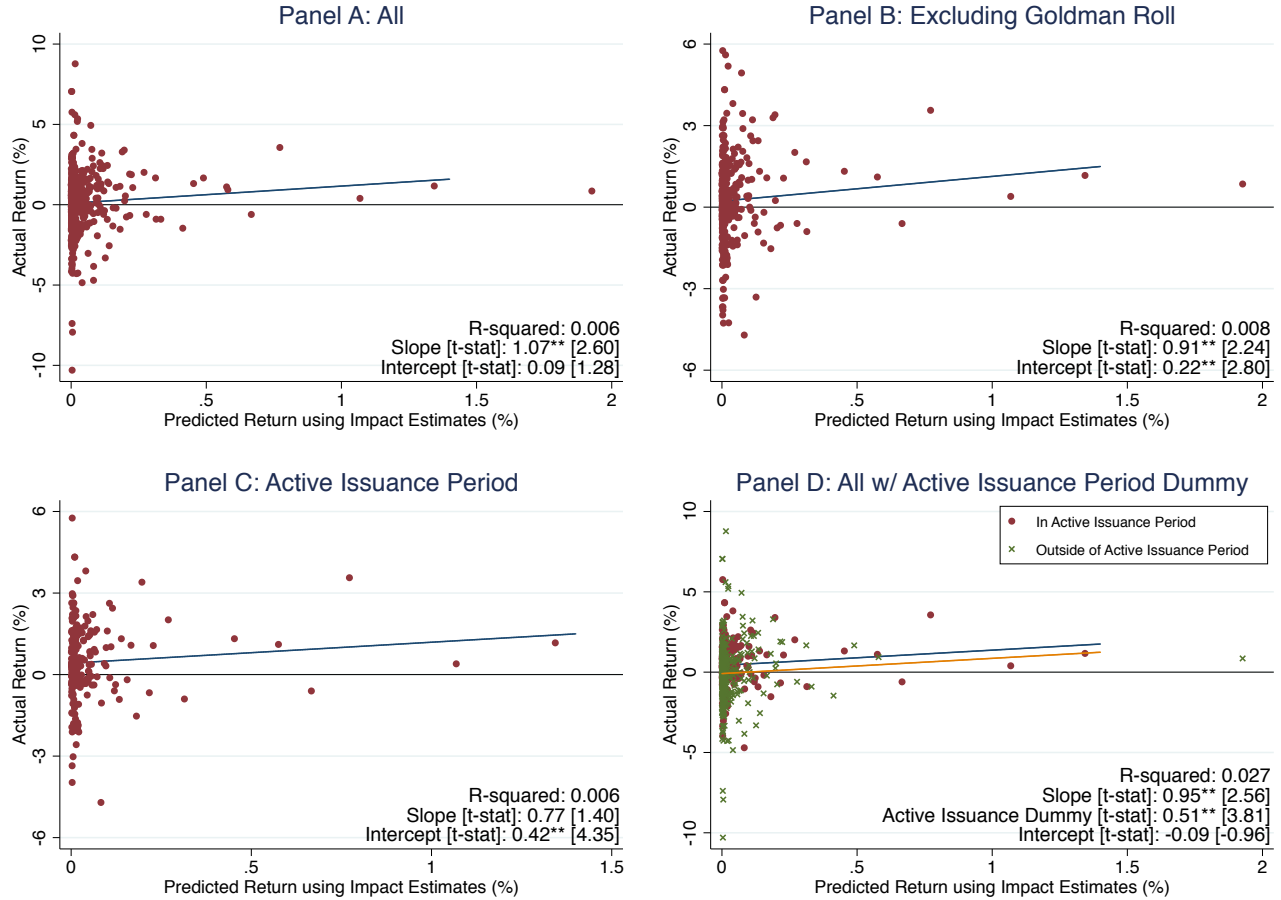 Panel A: All
Actual Return (%)
10
5
0
-5
-10
R-squared: 0.006
Slope [t-stat]: 1.07** [2.60]
Intercept [t-stat]: 0.09 [1.28]
0 .5 1 1.5 2
Predicted Return using Impact Estimates (%)
Panel B: Excluding Goldman Roll
Actual Return (%)
6
3
0
-3
-6
R-squared: 0.008
Slope [t-stat]: 0.91** [2.24]
Intercept [t-stat]: 0.22** [2.80]
0 .5 1 1.5 2
Predicted Return using Impact Estimates (%)
Panel C: Active Issuance Period
Actual Return (%)
6
3
0
-3
-6
R-squared: 0.006
Slope [t-stat]: 0.77 [1.40]
Intercept [t-stat]: 0.42** [4.35]
0 .5 1 1.5
Predicted Return using Impact Estimates (%)
Panel D: All w/ Active Issuance Period Dummy
In Active Issuance Period
Outside of Active Issuance Period
Actual Return (%)
10
5
0
-5
-10
R-squared: 0.027
Slope [t-stat]: 0.95** [2.56]
Active Issuance Dummy [t-stat]: 0.51** [3.81]
Intercept [t-stat]: -0.09 [-0.96]
0 .5 1 1.5 2
Predicted Return using Impact Estimates (%)